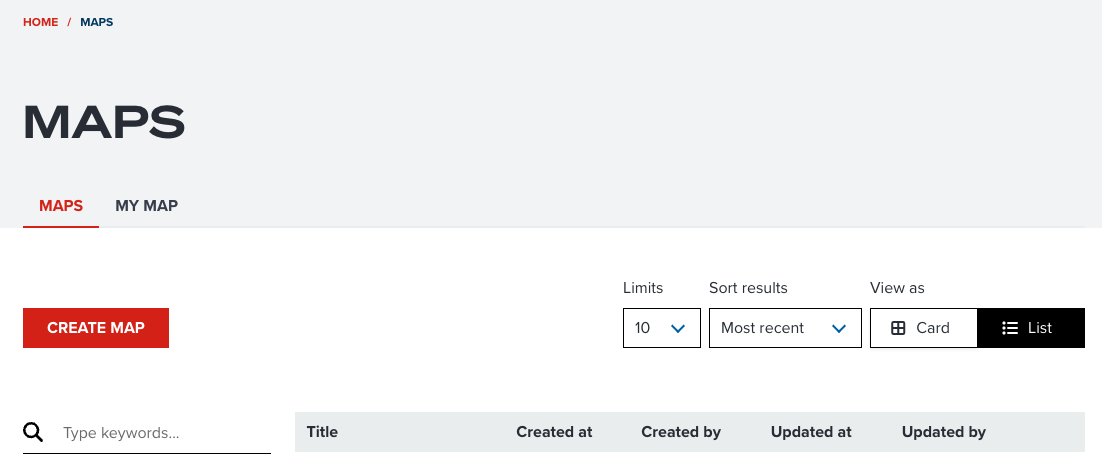 HOME / MAPS
MAPS
MAPS MY MAP
Limits Sort results View as
CREATE MAP 10 Most recent Card List
Type keywords... Title Created at Created by Updated at Updated by